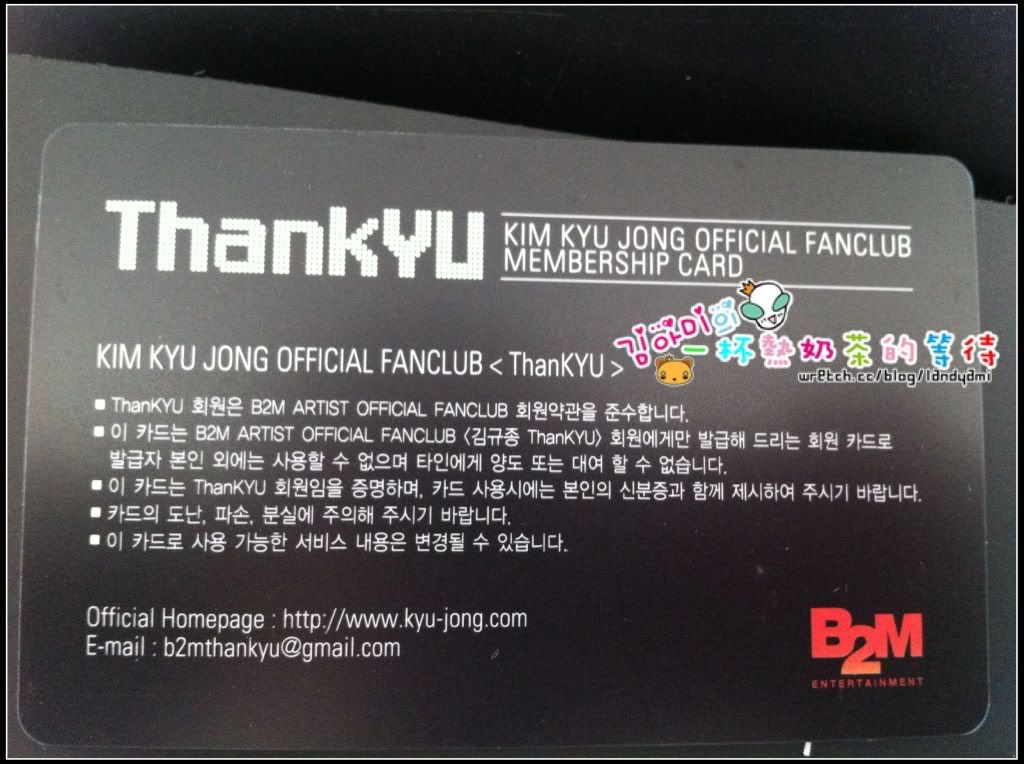 ThanKYU
KIM KYU JONG OFFICIAL FANCLUB
MEMBERSHIP CARD
김아미의
一杯熱奶茶的等待
wretch.cc/blog/landyami
KIM KYU JONG OFFICIAL FANCLUB < ThanKYU >
■ ThanKYU 회원은 B2M ARTIST OFFICIAL FANCLUB 회원약관을 준수합니다.
■ 이 카드는 B2M ARTIST OFFICIAL FANCLUB <김규종 ThanKYU> 회원에게만 발급해 드리는 회원 카드로
발급자 본인 외에는 사용할 수 없으며 타인에게 양도 또는 대여 할 수 없습니다.
■ 이 카드는 ThanKYU 회원임을 증명하며, 카드 사용시에는 본인의 신분증과 함께 제시하여 주시기 바랍니다.
■ 카드의 도난, 파손, 분실에 주의해 주시기 바랍니다.
■ 이 카드로 사용 가능한 서비스 내용은 변경될 수 있습니다.
Official Homepage : http://www.kyu-jong.com
E-mail : b2mthankyu@gmail.com
B2M
ENTERTAINMENT